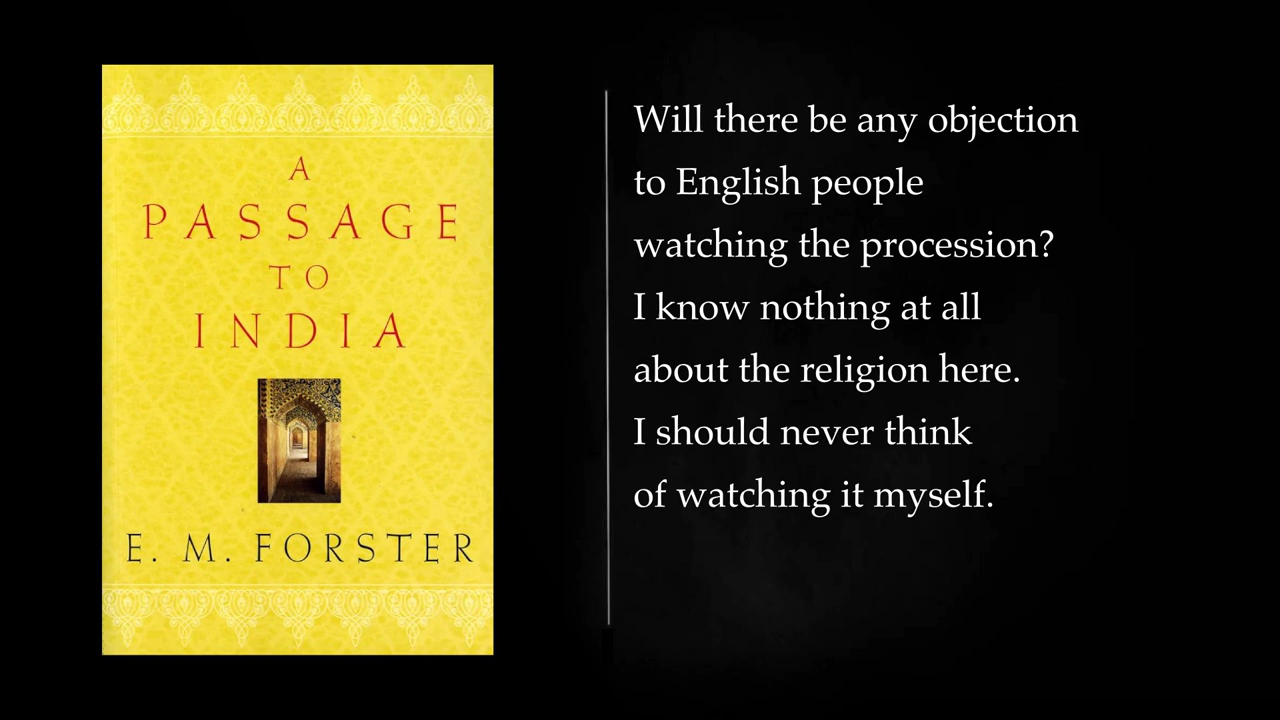 A
PASSAGE
TO
INDIA
E. M. FORSTER
Will there be any objection
to English people
watching the procession?
I know nothing at all
about the religion here.
I should never think
of watching it myself.